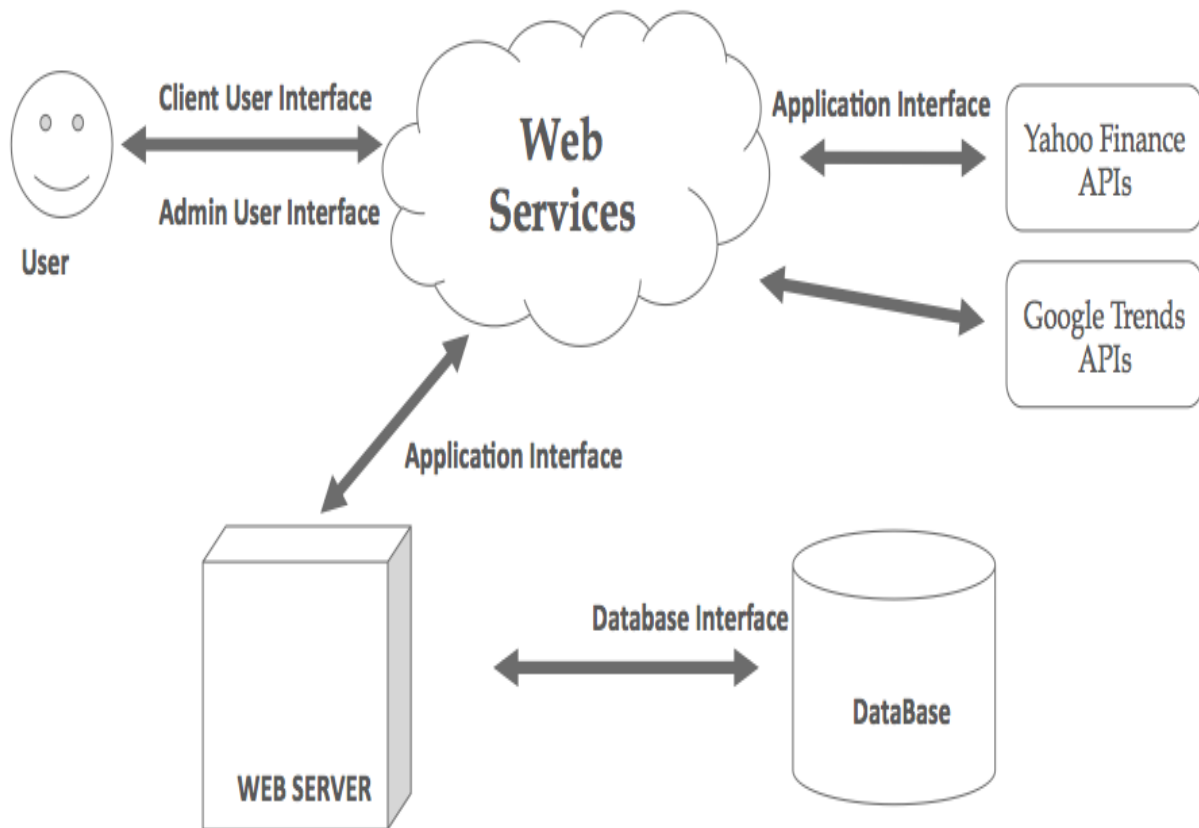 Client User Interface
Admin User Interface
User
Web
Services
Application Interface
Yahoo Finance
APIs
Google Trends
APIs
Application Interface
WEB SERVER
Database Interface
DataBase